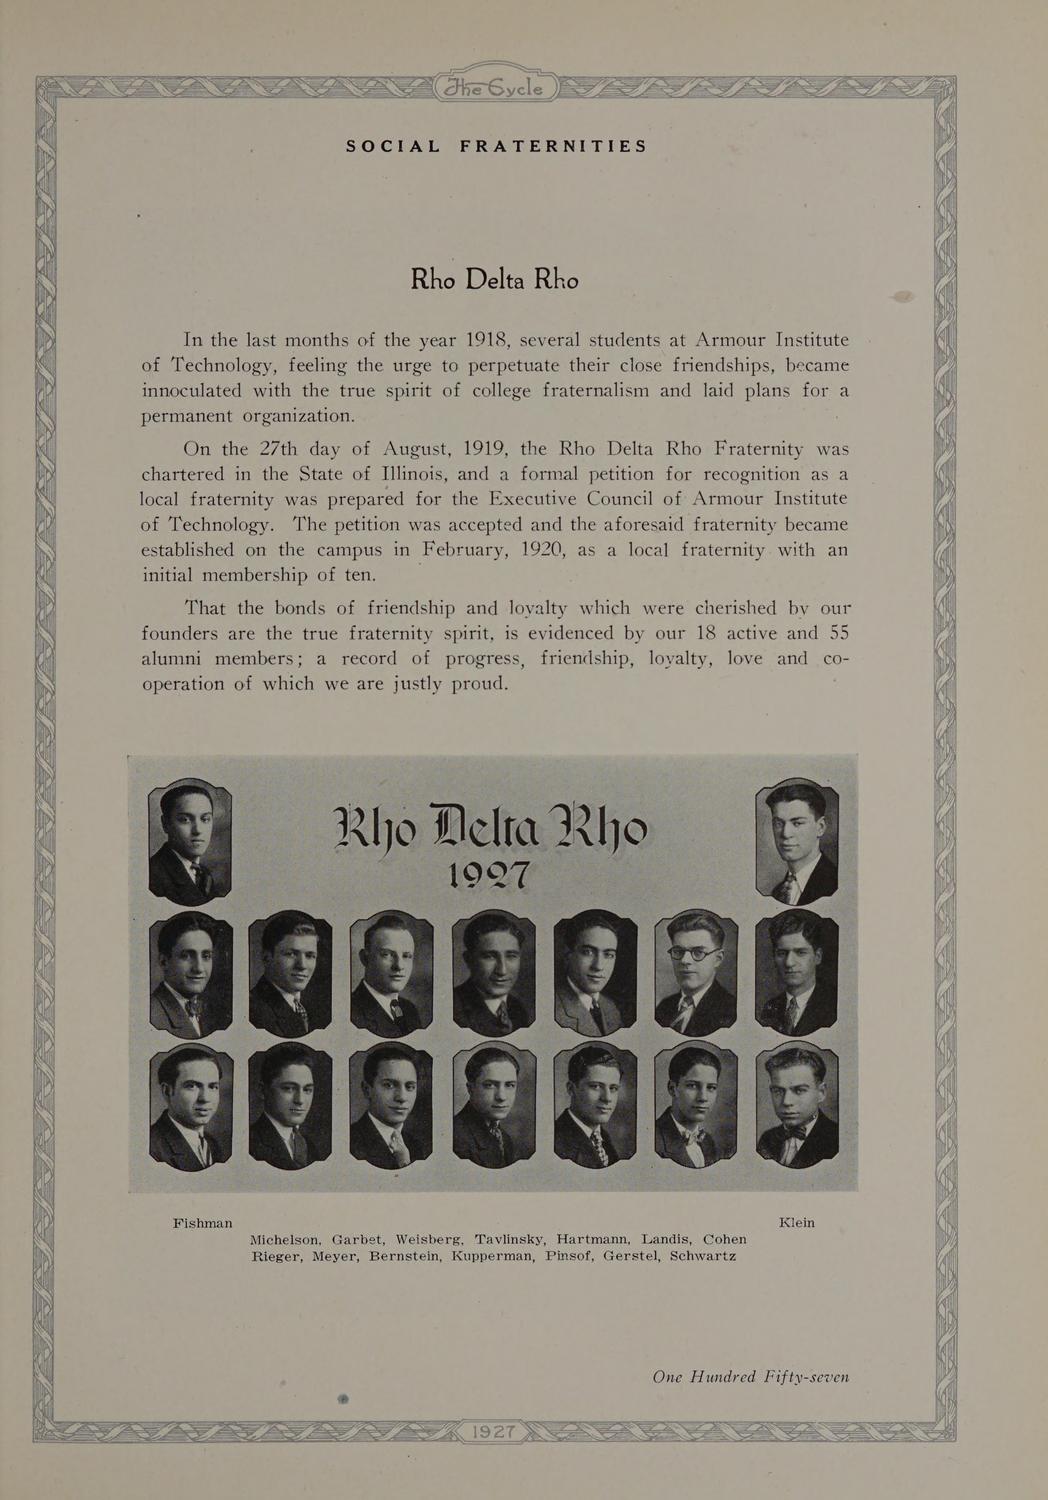 The Cycle
SOCIAL FRATERNITIES
Rho Delta Rho
In the last months of the year 1918, several students at Armour Institute
of Technology, feeling the urge to perpetuate their close friendships, became
innoculated with the true spirit of college fraternalism and laid plans for a
permanent organization.
On the 27th day of August, 1919, the Rho Delta Rho Fraternity was
chartered in the State of Illinois, and a formal petition for recognition as a
local fraternity was prepared for the Executive Council of Armour Institute
of Technology. The petition was accepted and the aforesaid fraternity became
established on the campus in February, 1920, as a local fraternity with an
initial membership of ten.
That the bonds of friendship and loyalty which were cherished by our
founders are the true fraternity spirit, is evidenced by our 18 active and 55
alumni members; a record of progress, friendship, loyalty, love and co-
operation of which we are justly proud.
Rho Delta Rho
1927
Fishman Klein
Michelson, Garbet, Weisberg, Tavlinsky, Hartmann, Landis, Cohen
Rieger, Meyer, Bernstein, Kupperman, Pinsof, Gerstel, Schwartz
One Hundred Fifty-seven
1927